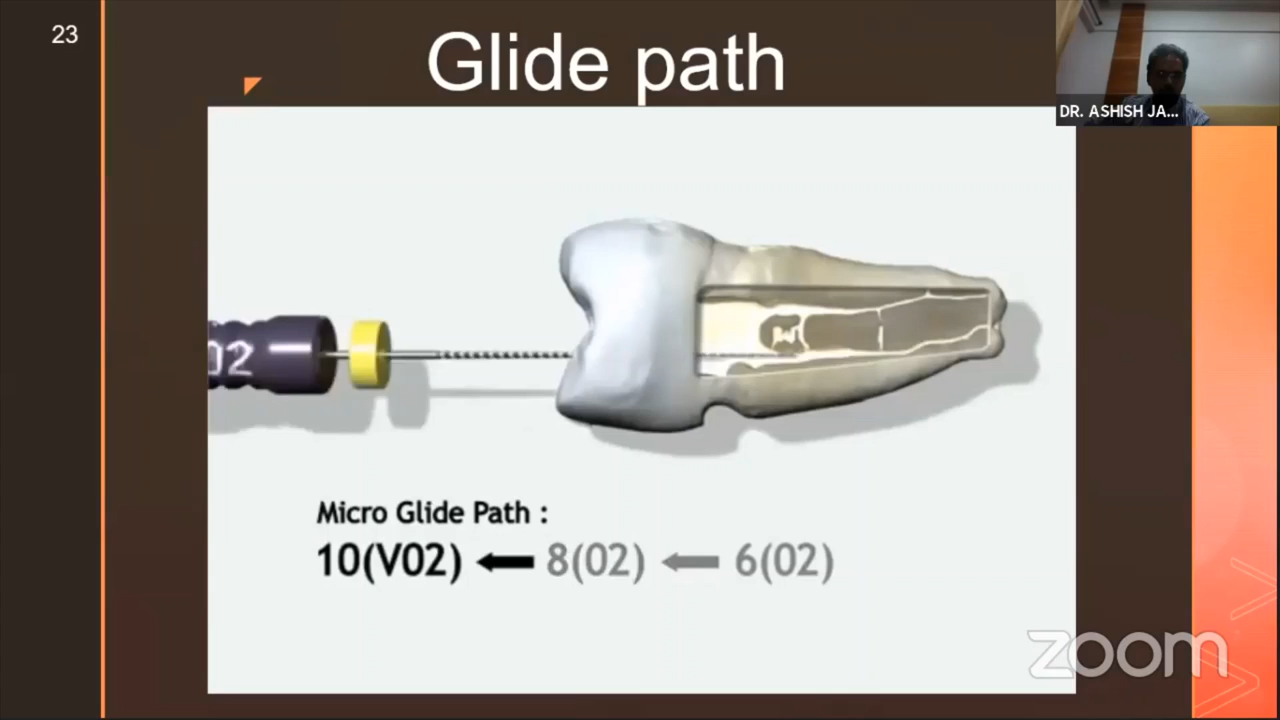 23
Glide path
DR. ASHISH JA...
02
Micro Glide Path :
10(V02) ← 8(02) ← 6(02)
zoom